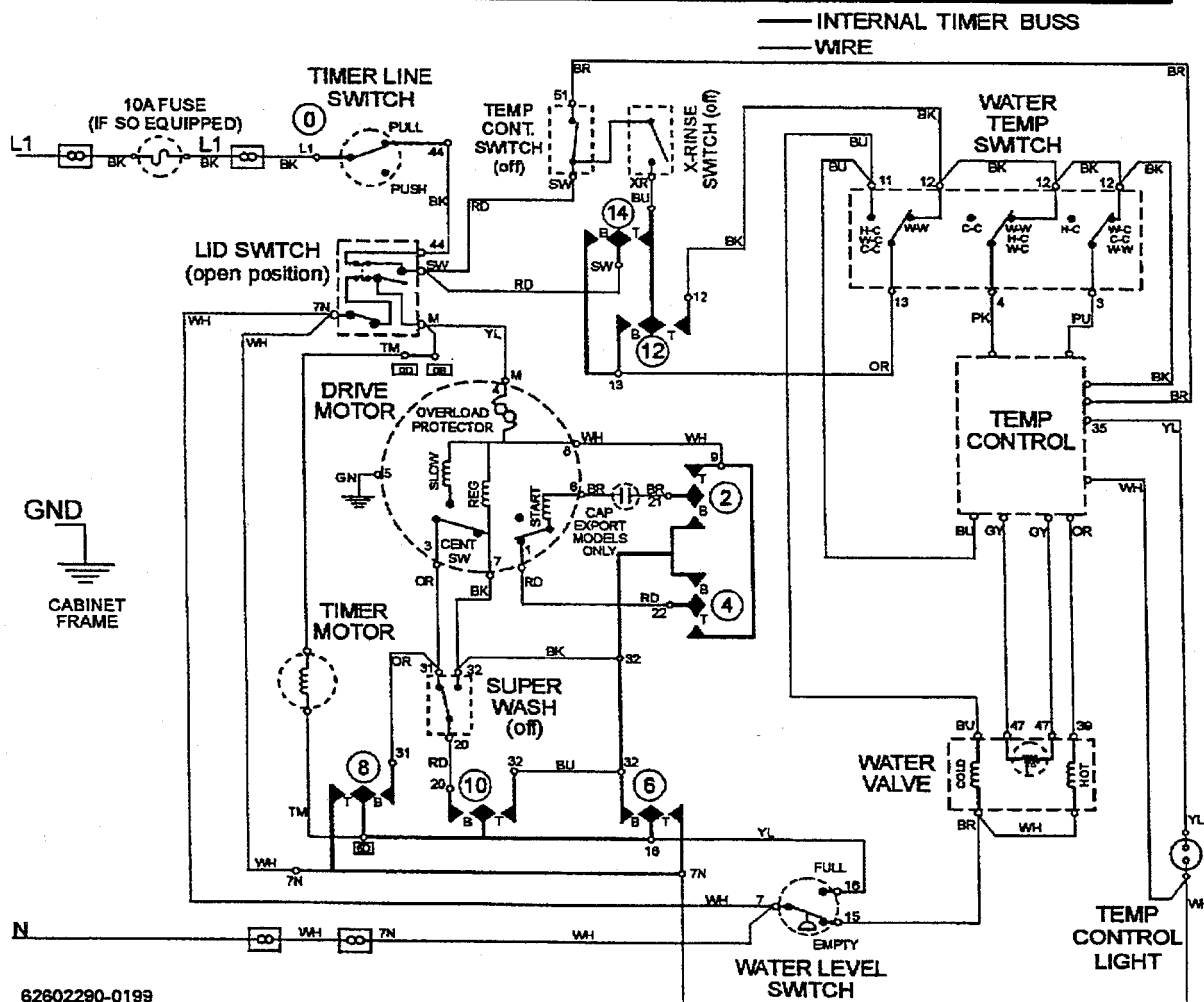 INTERNAL TIMER BUSS
WIRE
TIMER LINE
SWITCH
10A FUSE
(IF SO EQUIPPED)
0
PULL
PUSH
L1
BK
L1
BK
BK
L1
44
BK
RD
BR
BR
51
TEMP
CONT.
SWITCH
(off)
SW
XR
BU
X-RINSE
SWITCH (off)
BK
WATER
TEMP
SWITCH
BU
BU
11
12
BK
12
BK
12
BK
H-C
W-C
C-C
W-W
C-C
W-W
H-C
W-C
H-C
W-C
C-C
W-W
13
4
3
PK
PU
OR
LID SWITCH
(open position)
44
SW
RD
7N
M
WH
WH
YL
TM
14
B
T
SW
BK
12
B
T
12
13
DRIVE
MOTOR
M
4
OVERLOAD
PROTECTOR
SLOW
REG
START
GN
5
8
WH
WH
9
6
BR
BR
21
CAP
EXPORT
MODELS
ONLY
T
2
B
CENT
SW
3
7
1
OR
BK
RD
RD
22
B
4
T
TEMP
CONTROL
BK
BR
35
YL
WH
BU
GY
GY
OR
GND
CABINET
FRAME
TIMER
MOTOR
OR
31
32
BK
32
SUPER
WASH
(off)
20
RD
20
31
8
T
B
TM
10
B
T
32
BU
32
6
B
T
16
YL
WH
7N
7N
WATER
VALVE
BU
47
47
39
COLD
HOT
BR
WH
YL
WH
TEMP
CONTROL
LIGHT
FULL
16
7
WH
15
EMPTY
WATER LEVEL
SWITCH
N
WH
7N
WH
62602290-0199